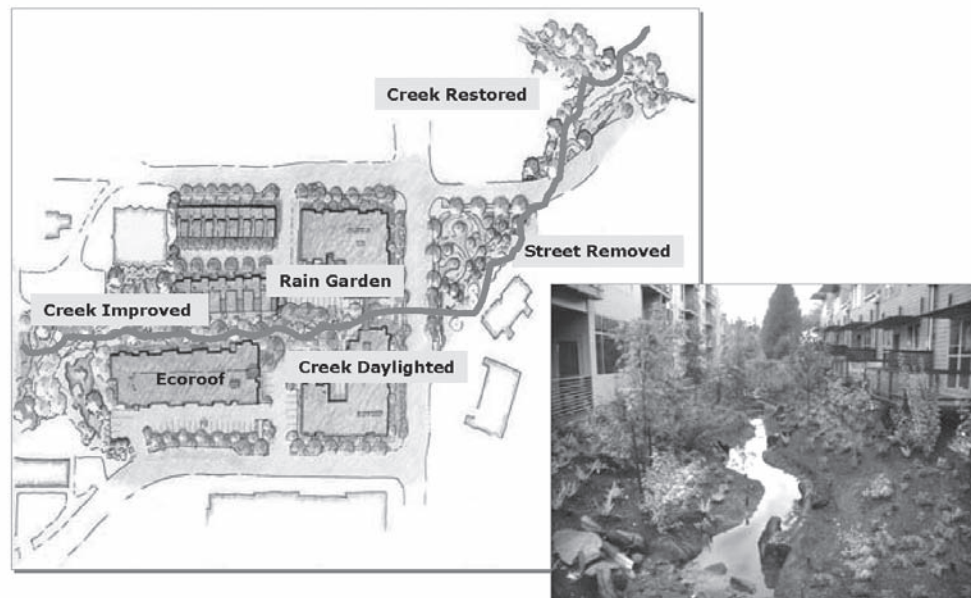 Creek Restored
Street Removed
Rain Garden
Creek Improved
Creek Daylighted
Ecoroof